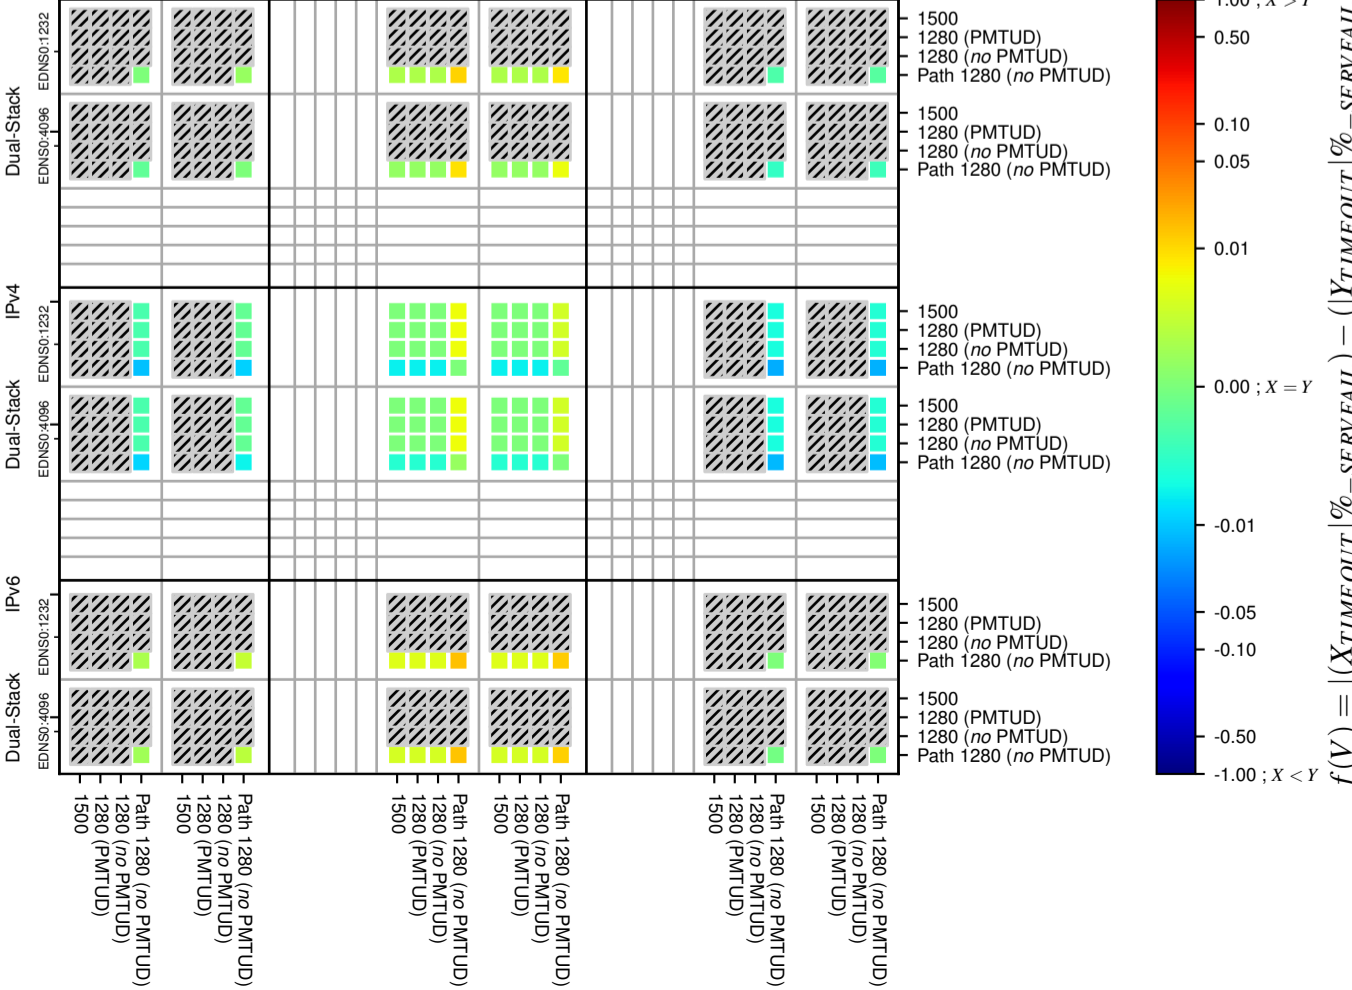 EDNS0:1232
Dual-Stack
EDNS0:4096
IPv4
EDNS0:1232
Dual-Stack
EDNS0:4096
IPv6
EDNS0:1232
Dual-Stack
EDNS0:4096
1500
1280 (PMTUD)
1280 (no PMTUD)
Path 1280 (no PMTUD)
1500
1280 (PMTUD)
1280 (no PMTUD)
Path 1280 (no PMTUD)
1500
1280 (PMTUD)
1280 (no PMTUD)
Path 1280 (no PMTUD)
1500
1280 (PMTUD)
1280 (no PMTUD)
Path 1280 (no PMTUD)
1500
1280 (PMTUD)
1280 (no PMTUD)
Path 1280 (no PMTUD)
1500
1280 (PMTUD)
1280 (no PMTUD)
Path 1280 (no PMTUD)
1500
1280 (PMTUD)
1280 (no PMTUD)
Path 1280 (no PMTUD)
1500
1280 (PMTUD)
1280 (no PMTUD)
Path 1280 (no PMTUD)
1500
1280 (PMTUD)
1280 (no PMTUD)
Path 1280 (no PMTUD)
1500
1280 (PMTUD)
1280 (no PMTUD)
Path 1280 (no PMTUD)
1500
1280 (PMTUD)
1280 (no PMTUD)
Path 1280 (no PMTUD)
1500
1280 (PMTUD)
1280 (no PMTUD)
Path 1280 (no PMTUD)
1.00 ; X > Y
0.50
0.10
0.05
0.01
0.00 ; X = Y
-0.01
-0.05
-0.10
-0.50
-1.00 ; X < Y
f(V) = |(XTIMEOUT|%_SERVFAIL) − (|YTIMEOUT|%_SERVFAIL